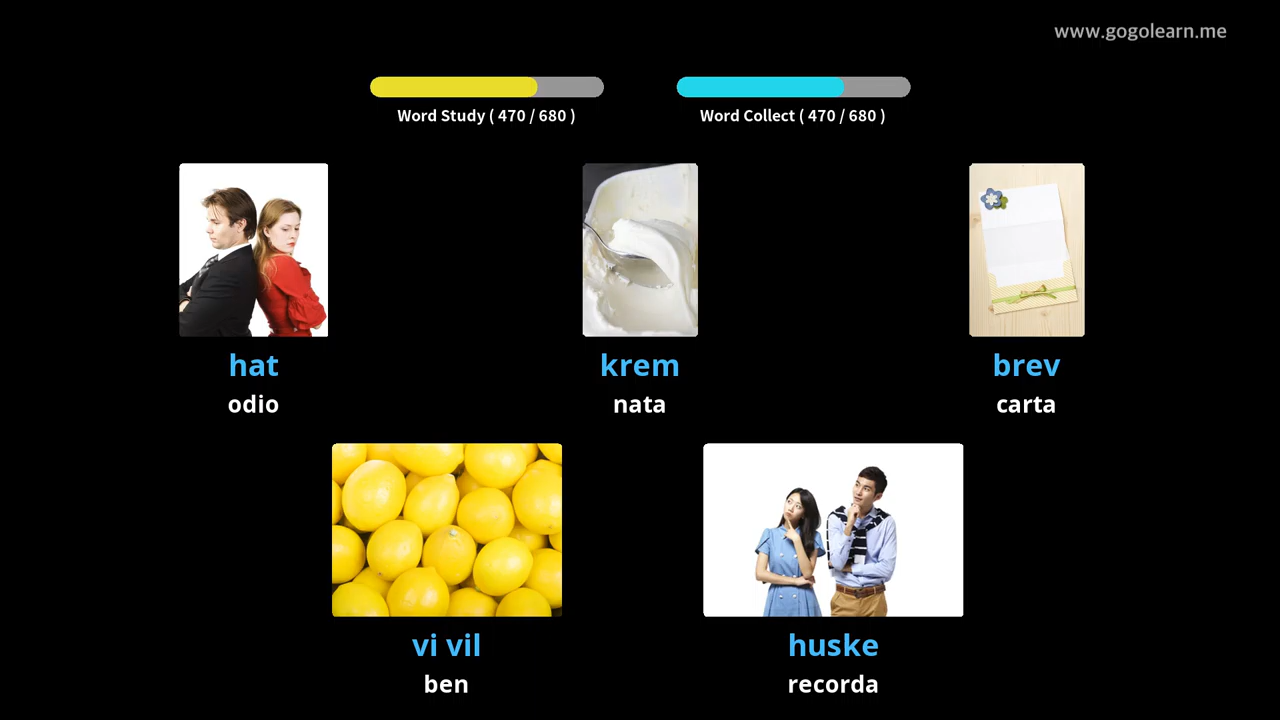 www.gogolearn.me
Word Study ( 470 / 680 )
Word Collect ( 470 / 680 )
hat
odio
krem
nata
brev
carta
vi vil
ben
huske
recorda